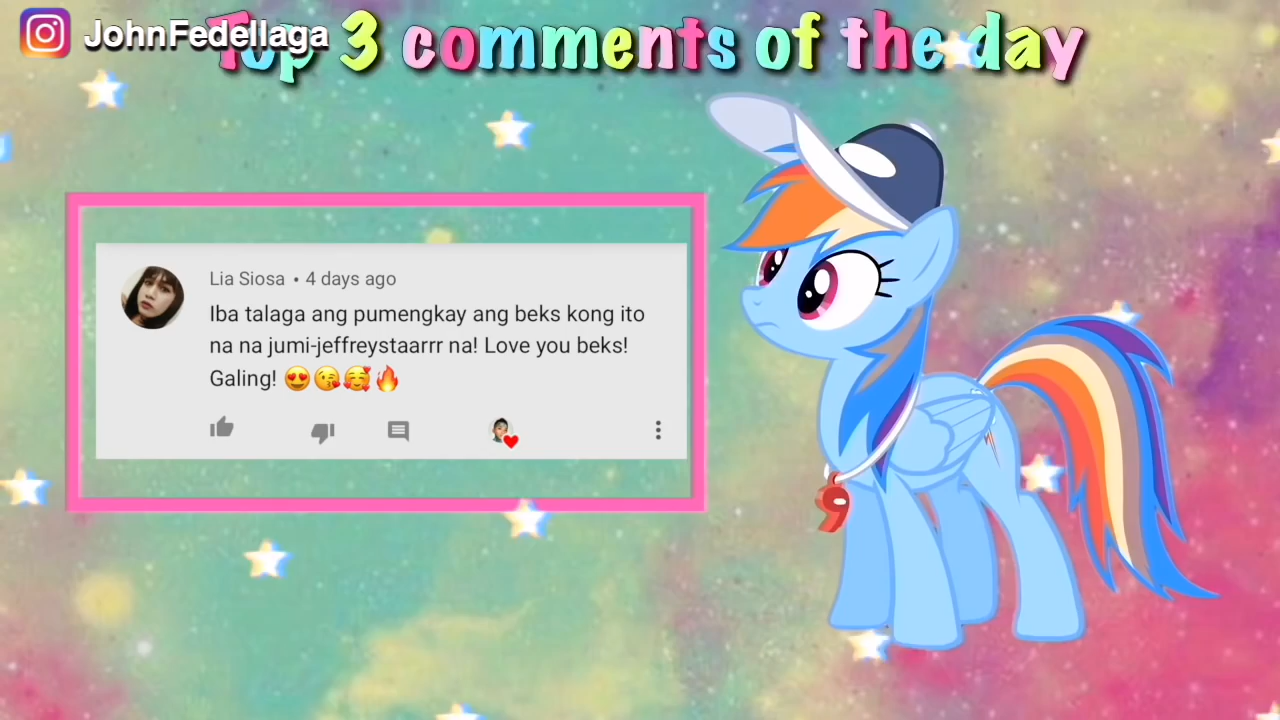 JohnFedellaga
Top 3 comments of the day
Lia Siosa • 4 days ago
Iba talaga ang pumengkay ang beks kong ito
na na jumi-jeffreystaarrr na! Love you beks!
Galing! 😍😘🥰🔥